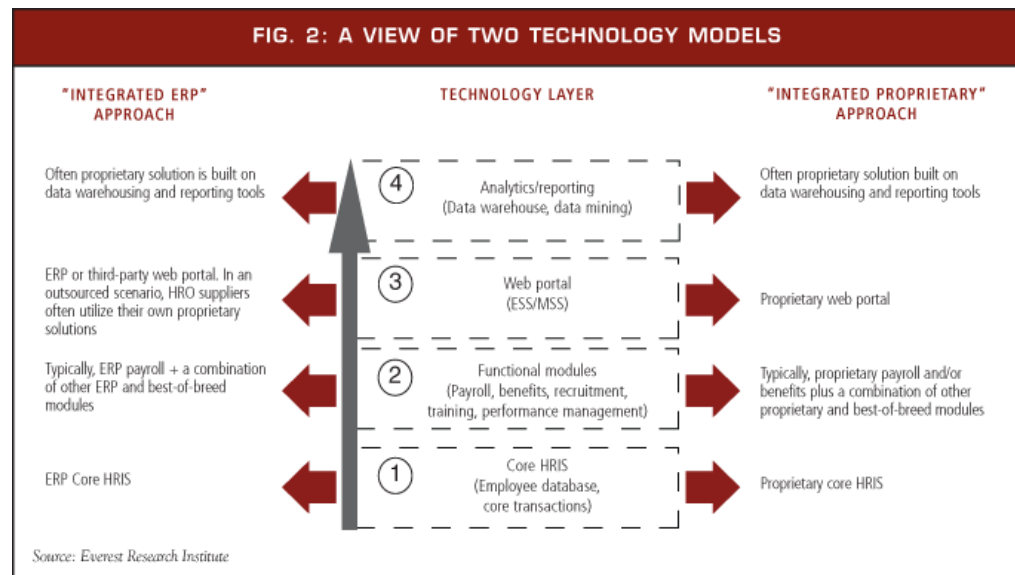 FIG. 2: A VIEW OF TWO TECHNOLOGY MODELS
"INTEGRATED ERP"
APPROACH
TECHNOLOGY LAYER
"INTEGRATED PROPRIETARY"
APPROACH
Often proprietary solution is built on
data warehousing and reporting tools
4
Analytics/reporting
(Data warehouse, data mining)
Often proprietary solution built on
data warehousing and reporting tools
ERP or third-party web portal. In an
outsourced scenario, HRO suppliers
often utilize their own proprietary
solutions
3
Web portal
(ESS/MSS)
Proprietary web portal
Typically, ERP payroll + a combination
of other ERP and best-of-breed
modules
2
Functional modules
(Payroll, benefits, recruitment,
training, performance management)
Typically, proprietary payroll and/or
benefits plus a combination of other
proprietary and best-of-breed modules
ERP Core HRIS
1
Core HRIS
(Employee database,
core transactions)
Proprietary core HRIS
Source: Everest Research Institute